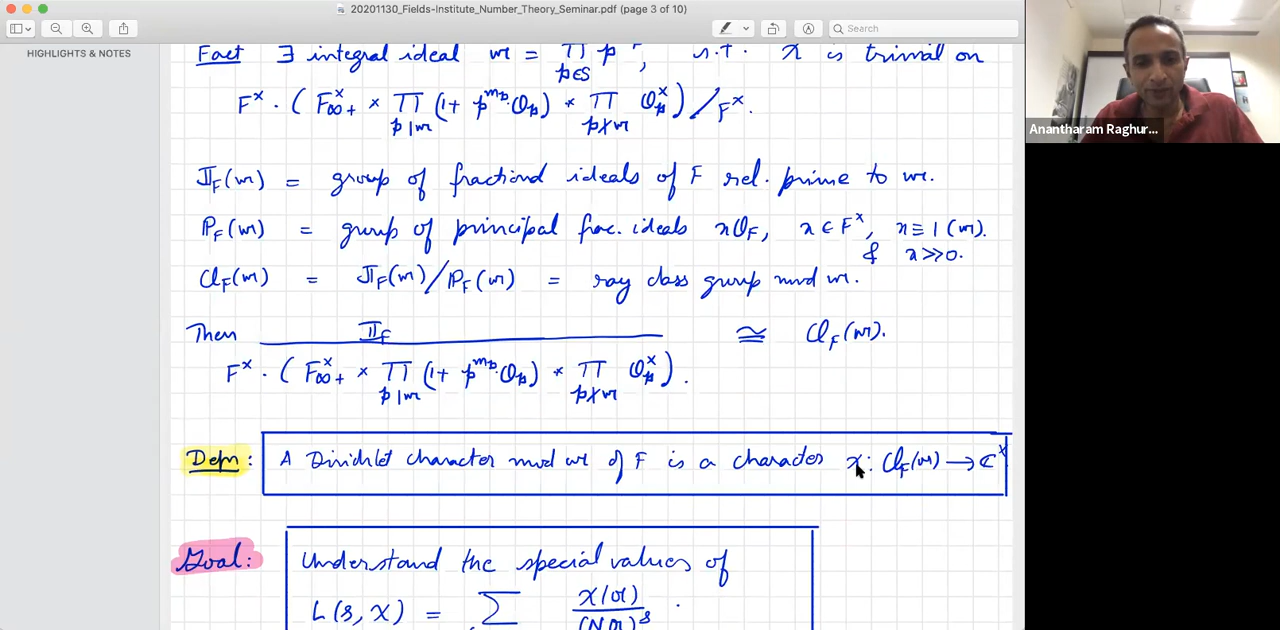 20201130_Fields-Institute_Number_Theory_Seminar.pdf (page 3 of 10)
Search
HIGHLIGHTS & NOTES
Anantharam Raghur...
Fact ∃ integral ideal 𝔪 = ∏ 𝔭 , s.t. χ is trivial on
𝔭∈S
F^× · ( F_∞+^× × ∏ (1 + 𝔭^{m_𝔭} O_𝔭) × ∏ O_𝔭^× ) / F^×.
𝔭|𝔪 𝔭∤𝔪
𝕀_F(𝔪) = group of fractional ideals of F rel. prime to 𝔪.
ℙ_F(𝔪) = group of principal frac. ideals xO_F, x ∈ F^×, x ≡ 1 (𝔪).
& x >> 0.
Cl_F(𝔪) = 𝕀_F(𝔪)/ℙ_F(𝔪) = ray class group mod 𝔪.
Then 𝕀_F ≅ Cl_F(𝔪).
F^× · ( F_∞+^× × ∏ (1 + 𝔭^{m_𝔭} O_𝔭) × ∏ O_𝔭^× ) .
𝔭|𝔪 𝔭∤𝔪
Defn: A Dirichlet character mod 𝔪 of F is a character χ : Cl_F(𝔪) → ℂ^×
Goal: Understand the special values of
L(s, χ) = ∑ χ(𝔞) .
(N𝔞)^s